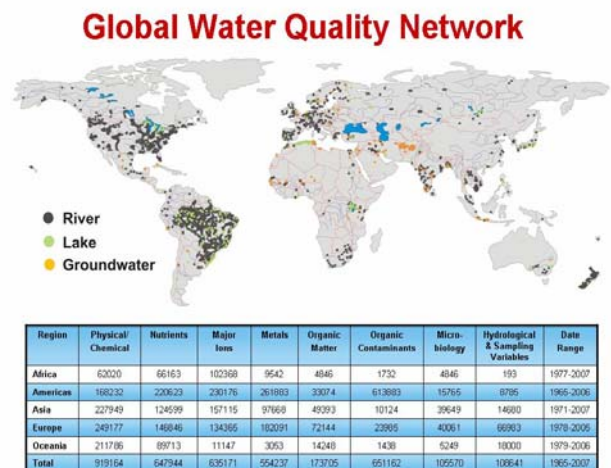 Global Water Quality Network
River
Lake
Groundwater
Region Physical/ Chemical Nutrients Major Ions Metals Organic Matter Organic Contaminants Micro- biology Hydrological & Sampling Variables Date Range
Africa 62020 66163 102368 9542 4846 1732 4846 193 1977-2007
Americas 168232 220623 230176 261883 33074 613883 15765 8785 1965-2006
Asia 227949 124599 157115 97668 49393 10124 39649 14680 1971-2007
Europe 249177 146846 134365 182091 72144 23985 40061 66983 1978-2005
Oceania 211786 89713 11147 3053 14248 1438 5249 18000 1979-2006
Total 919164 647944 635171 554237 173705 651162 105570 108641 1965-2007